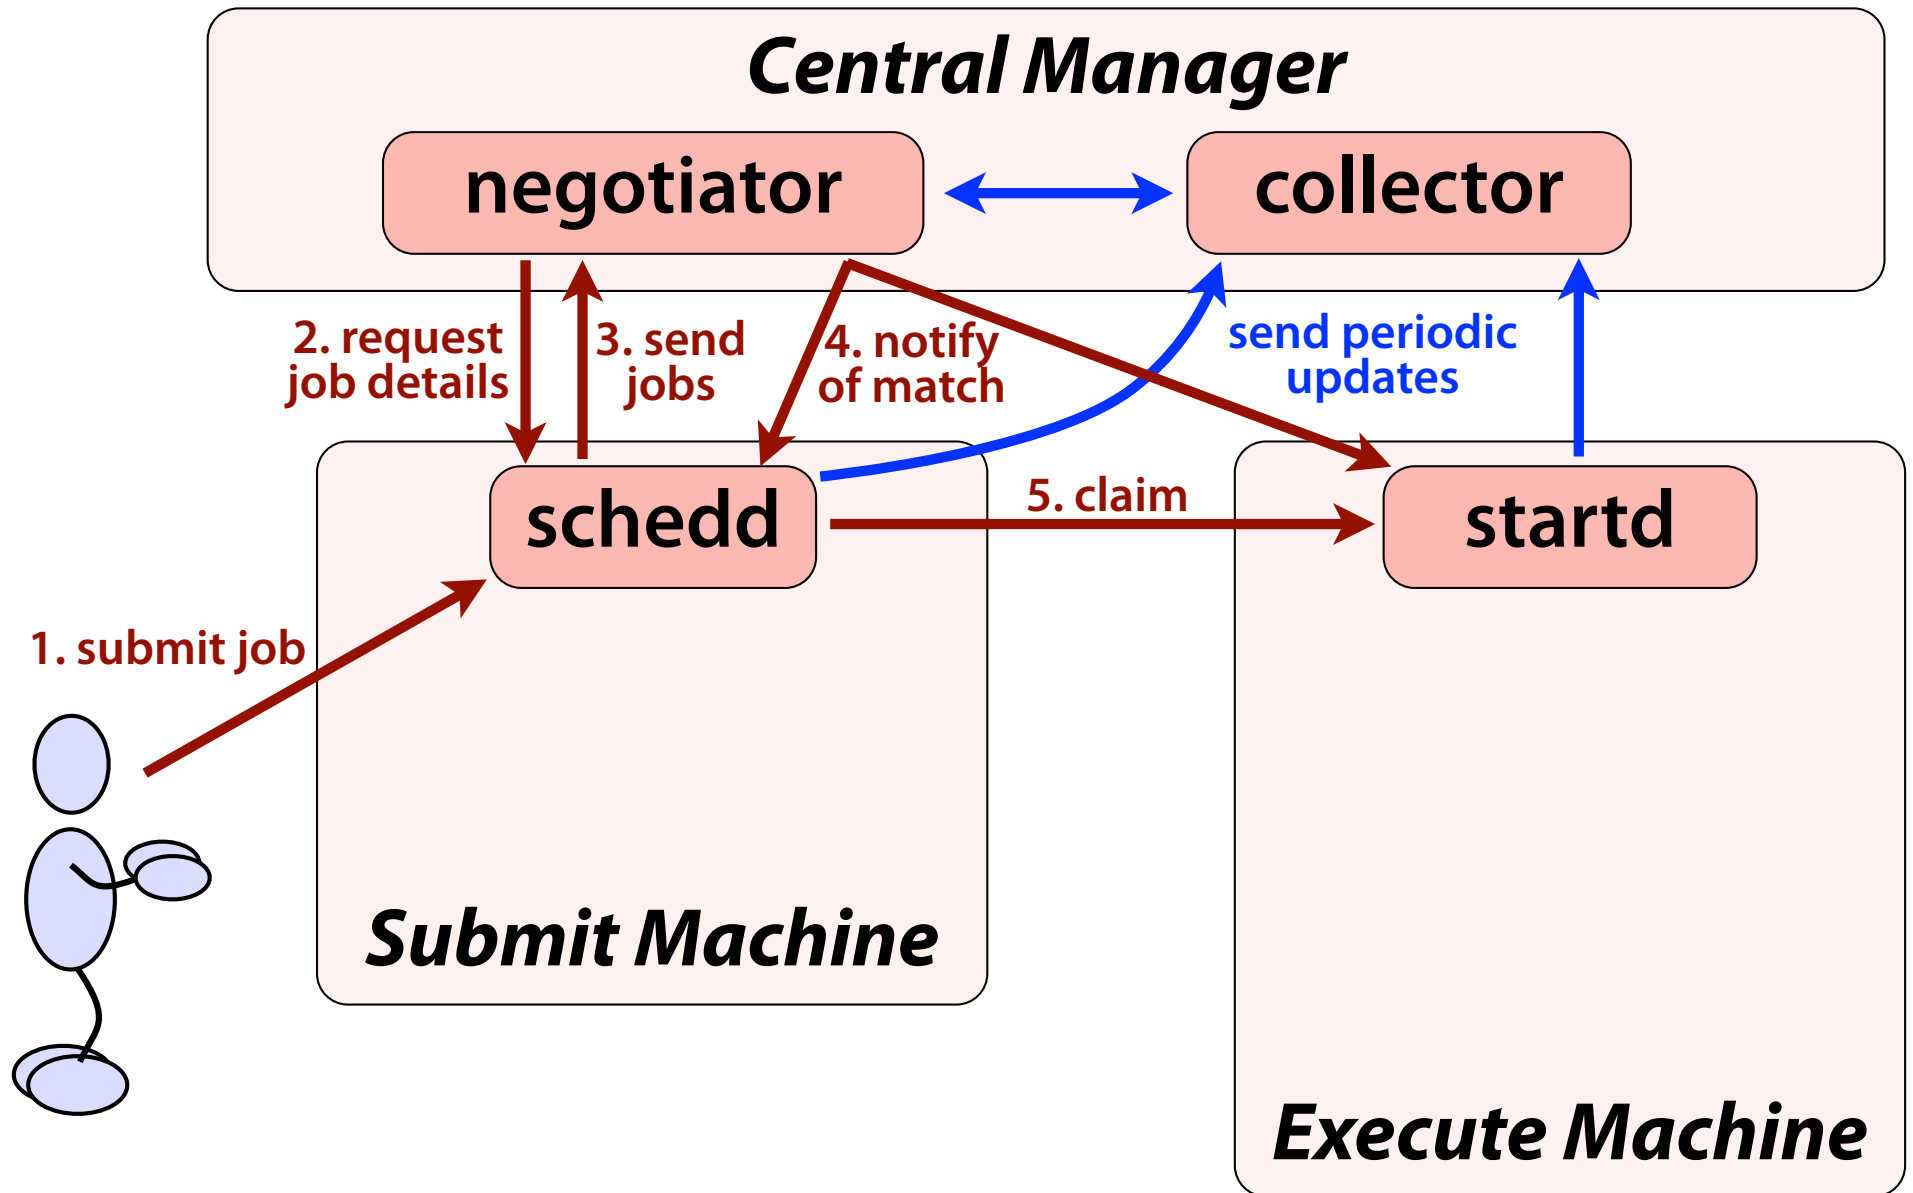 Central Manager
negotiator
collector
2. request
job details
3. send
jobs
4. notify
of match
send periodic
updates
schedd
5. claim
startd
1. submit job
Submit Machine
Execute Machine